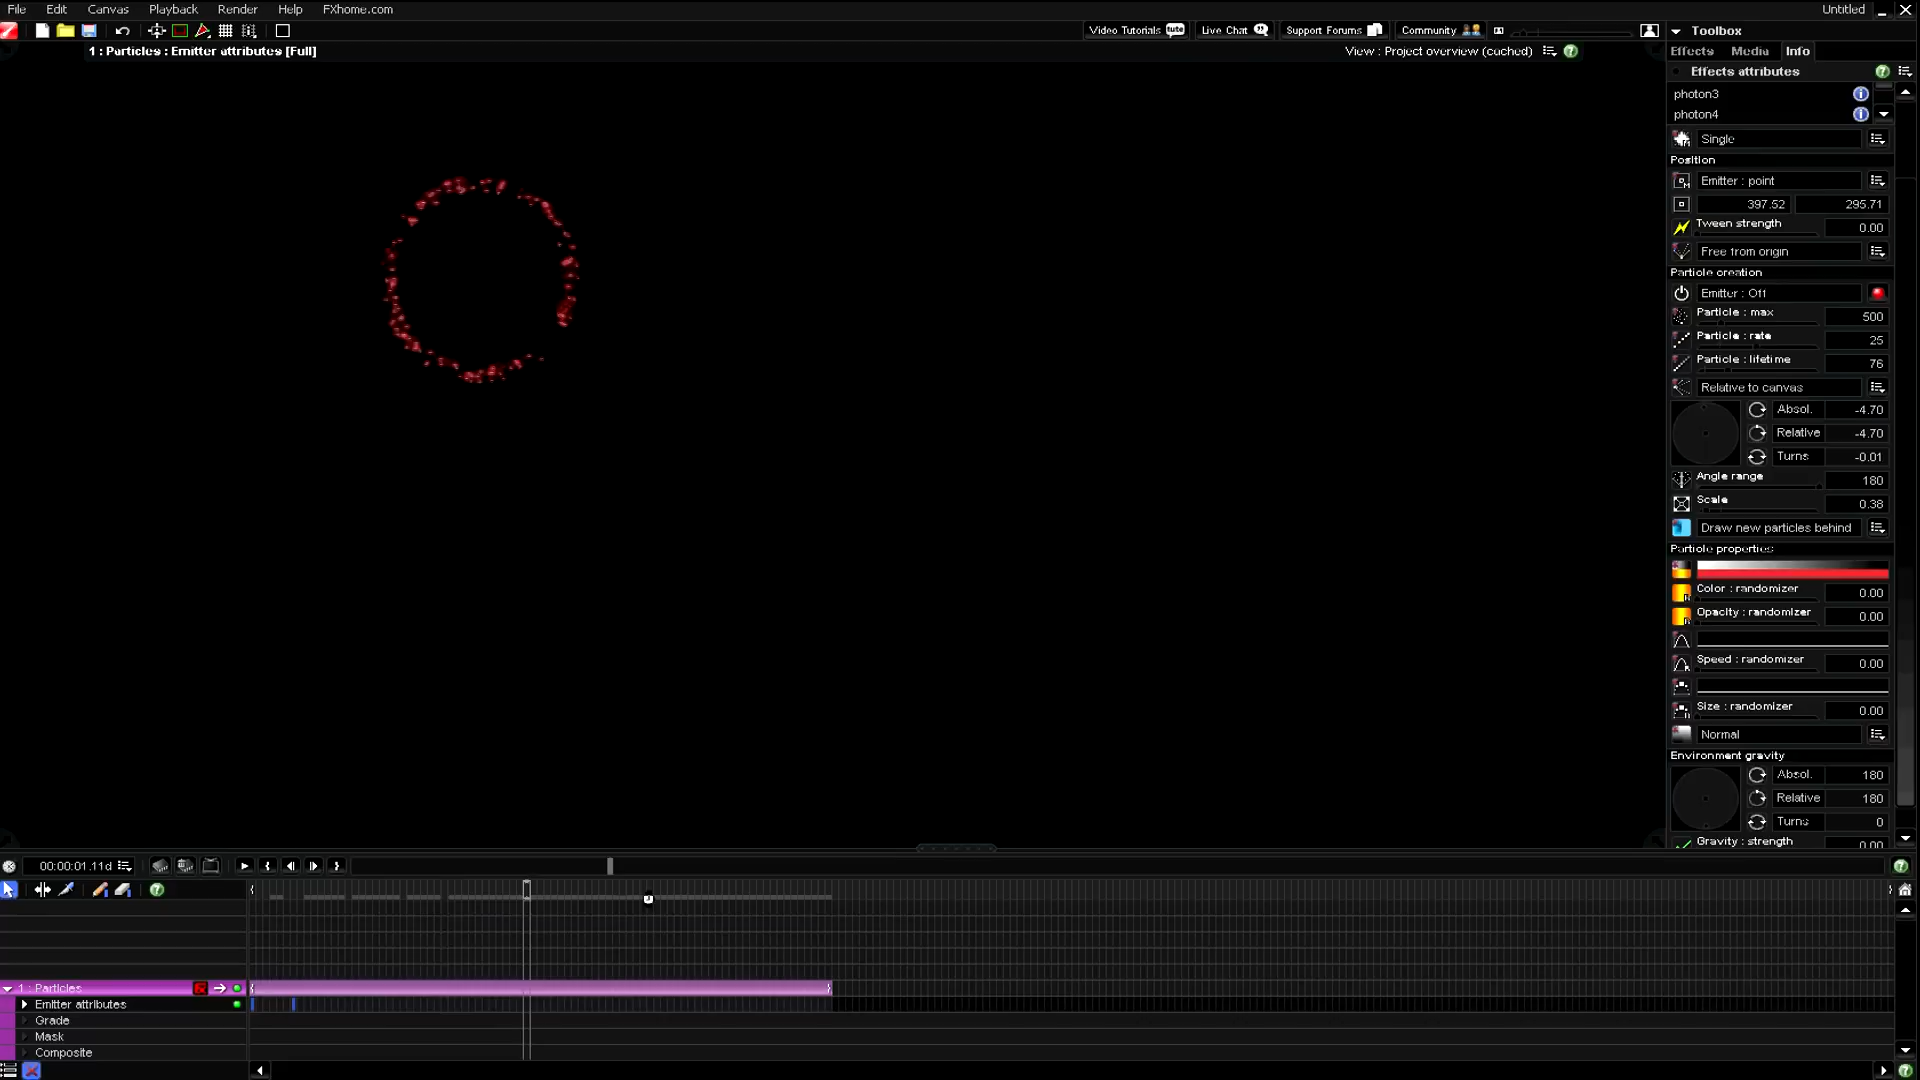 File Edit Canvas Playback Render Help FXhome.com Untitled
Video Tutorials tute Live Chat Support Forums Community Toolbox
1 : Particles : Emitter attributes [Full] View : Project overview (cached) Effects Media Info
Effects attributes
photon3
photon4
Single
Position
Emitter : point
397.52 295.71
Tween strength 0.00
Free from origin
Particle creation
Emitter : Off
Particle : max 500
Particle : rate 25
Particle : lifetime 76
Relative to canvas
Absol. -4.70
Relative -4.70
Turns -0.01
Angle range 180
Scale 0.38
Draw new particles behind
Particle properties
Color : randomizer 0.00
Opacity : randomizer 0.00
Speed : randomizer 0.00
Size : randomizer 0.00
Normal
Environment gravity
Absol. 180
Relative 180
Turns 0
Gravity : strength 0.00
00:00:01.11d
1 : Particles
Emitter attributes
Grade
Mask
Composite